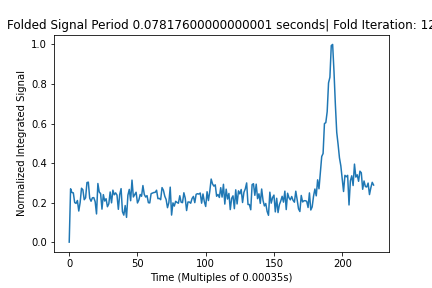 Folded Signal Period 0.07817600000000001 seconds| Fold Iteration: 12
1.0
0.8
0.6
0.4
0.2
0.0
Normalized Integrated Signal
0 50 100 150 200
Time (Multiples of 0.00035s)